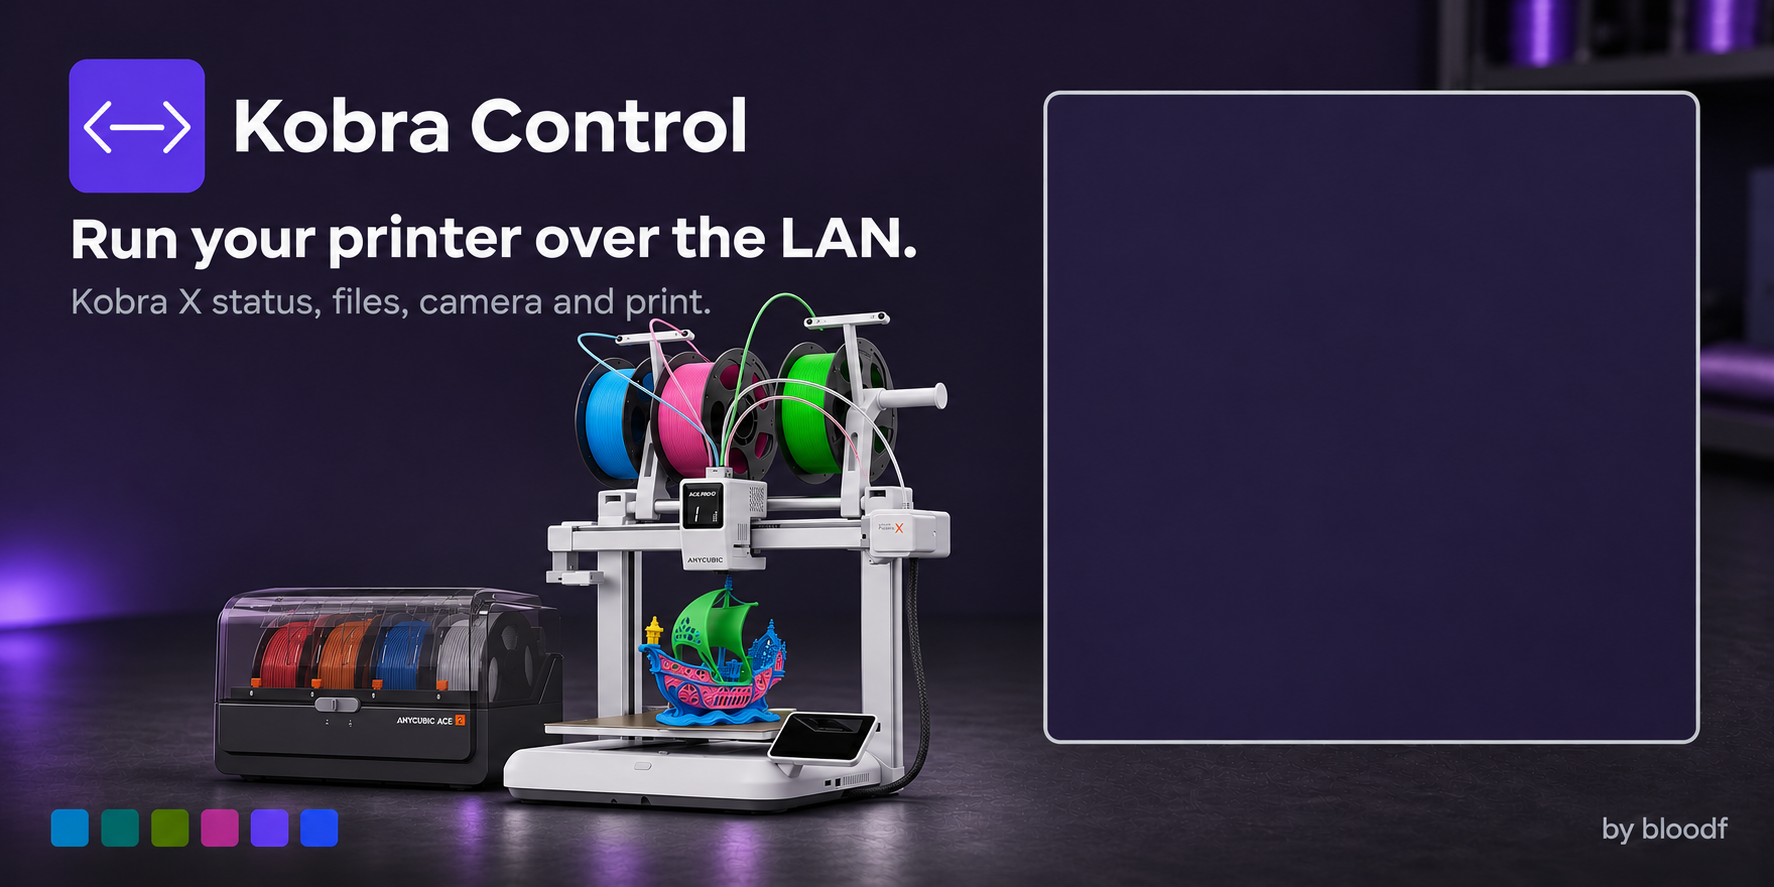 Kobra Control
Run your printer over the LAN.
Kobra X status, files, camera and print.
ACE PRO
ANYCUBIC
X
ANYCUBIC ACE 2
by bloodf